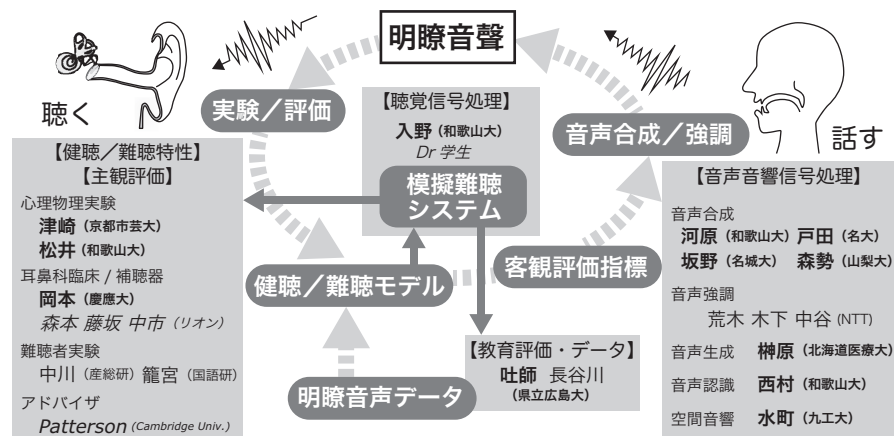 明瞭音聲
聴く
実験／評価
【聴覚信号処理】
入野（和歌山大）
Dr 学生
模擬難聴
システム
音声合成／強調
話す
【健聴／難聴特性】
【主観評価】
心理物理実験
津崎（京都市芸大）
松井（和歌山大）
耳鼻科臨床 / 補聴器
岡本（慶應大）
森本 藤坂 中市（リオン）
難聴者実験
中川（産総研）籠宮（国語研）
アドバイザ
Patterson (Cambridge Univ.)
健聴／難聴モデル
客観評価指標
明瞭音声データ
【教育評価・データ】
吐師 長谷川
（県立広島大）
【音声音響信号処理】
音声合成
河原（和歌山大）戸田（名大）
坂野（名城大） 森勢（山梨大）
音声強調
荒木 木下 中谷 (NTT)
音声生成 榊原（北海道医療大）
音声認識 西村（和歌山大）
空間音響 水町（九工大）